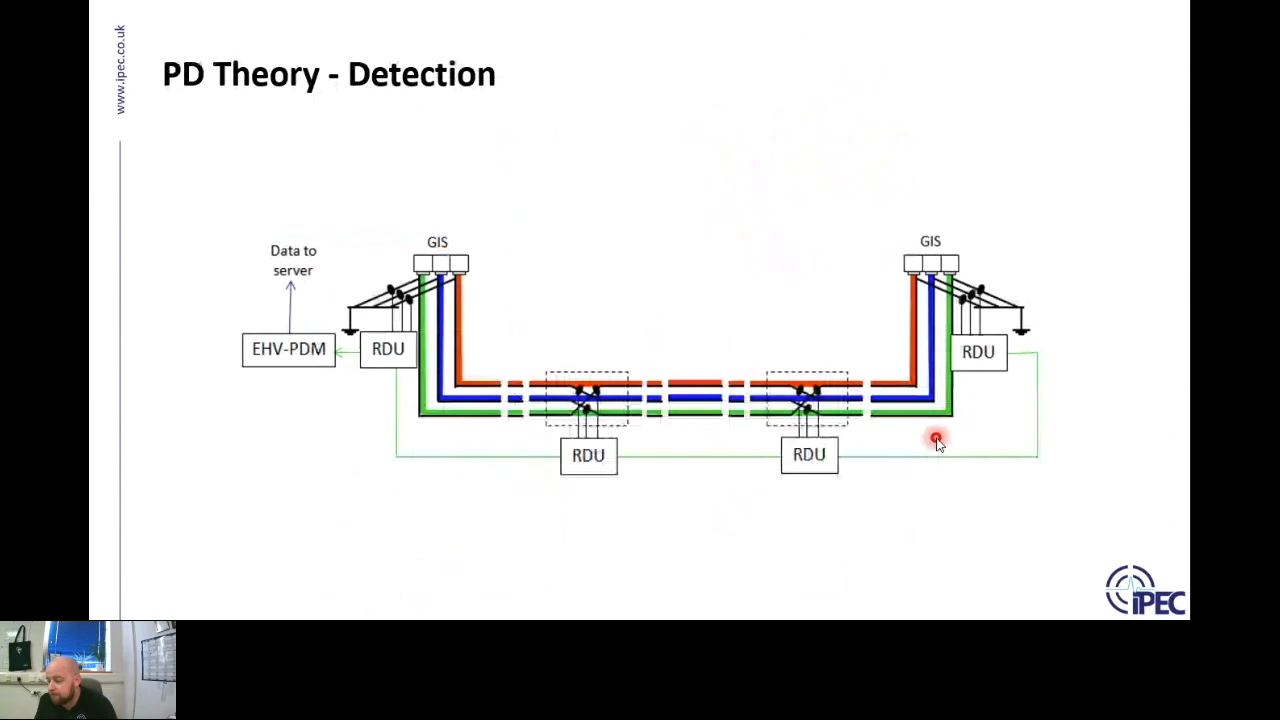 www.ipec.co.uk
PD Theory - Detection
GIS
GIS
Data to
server
EHV-PDM
RDU
RDU
RDU
RDU
iPEC